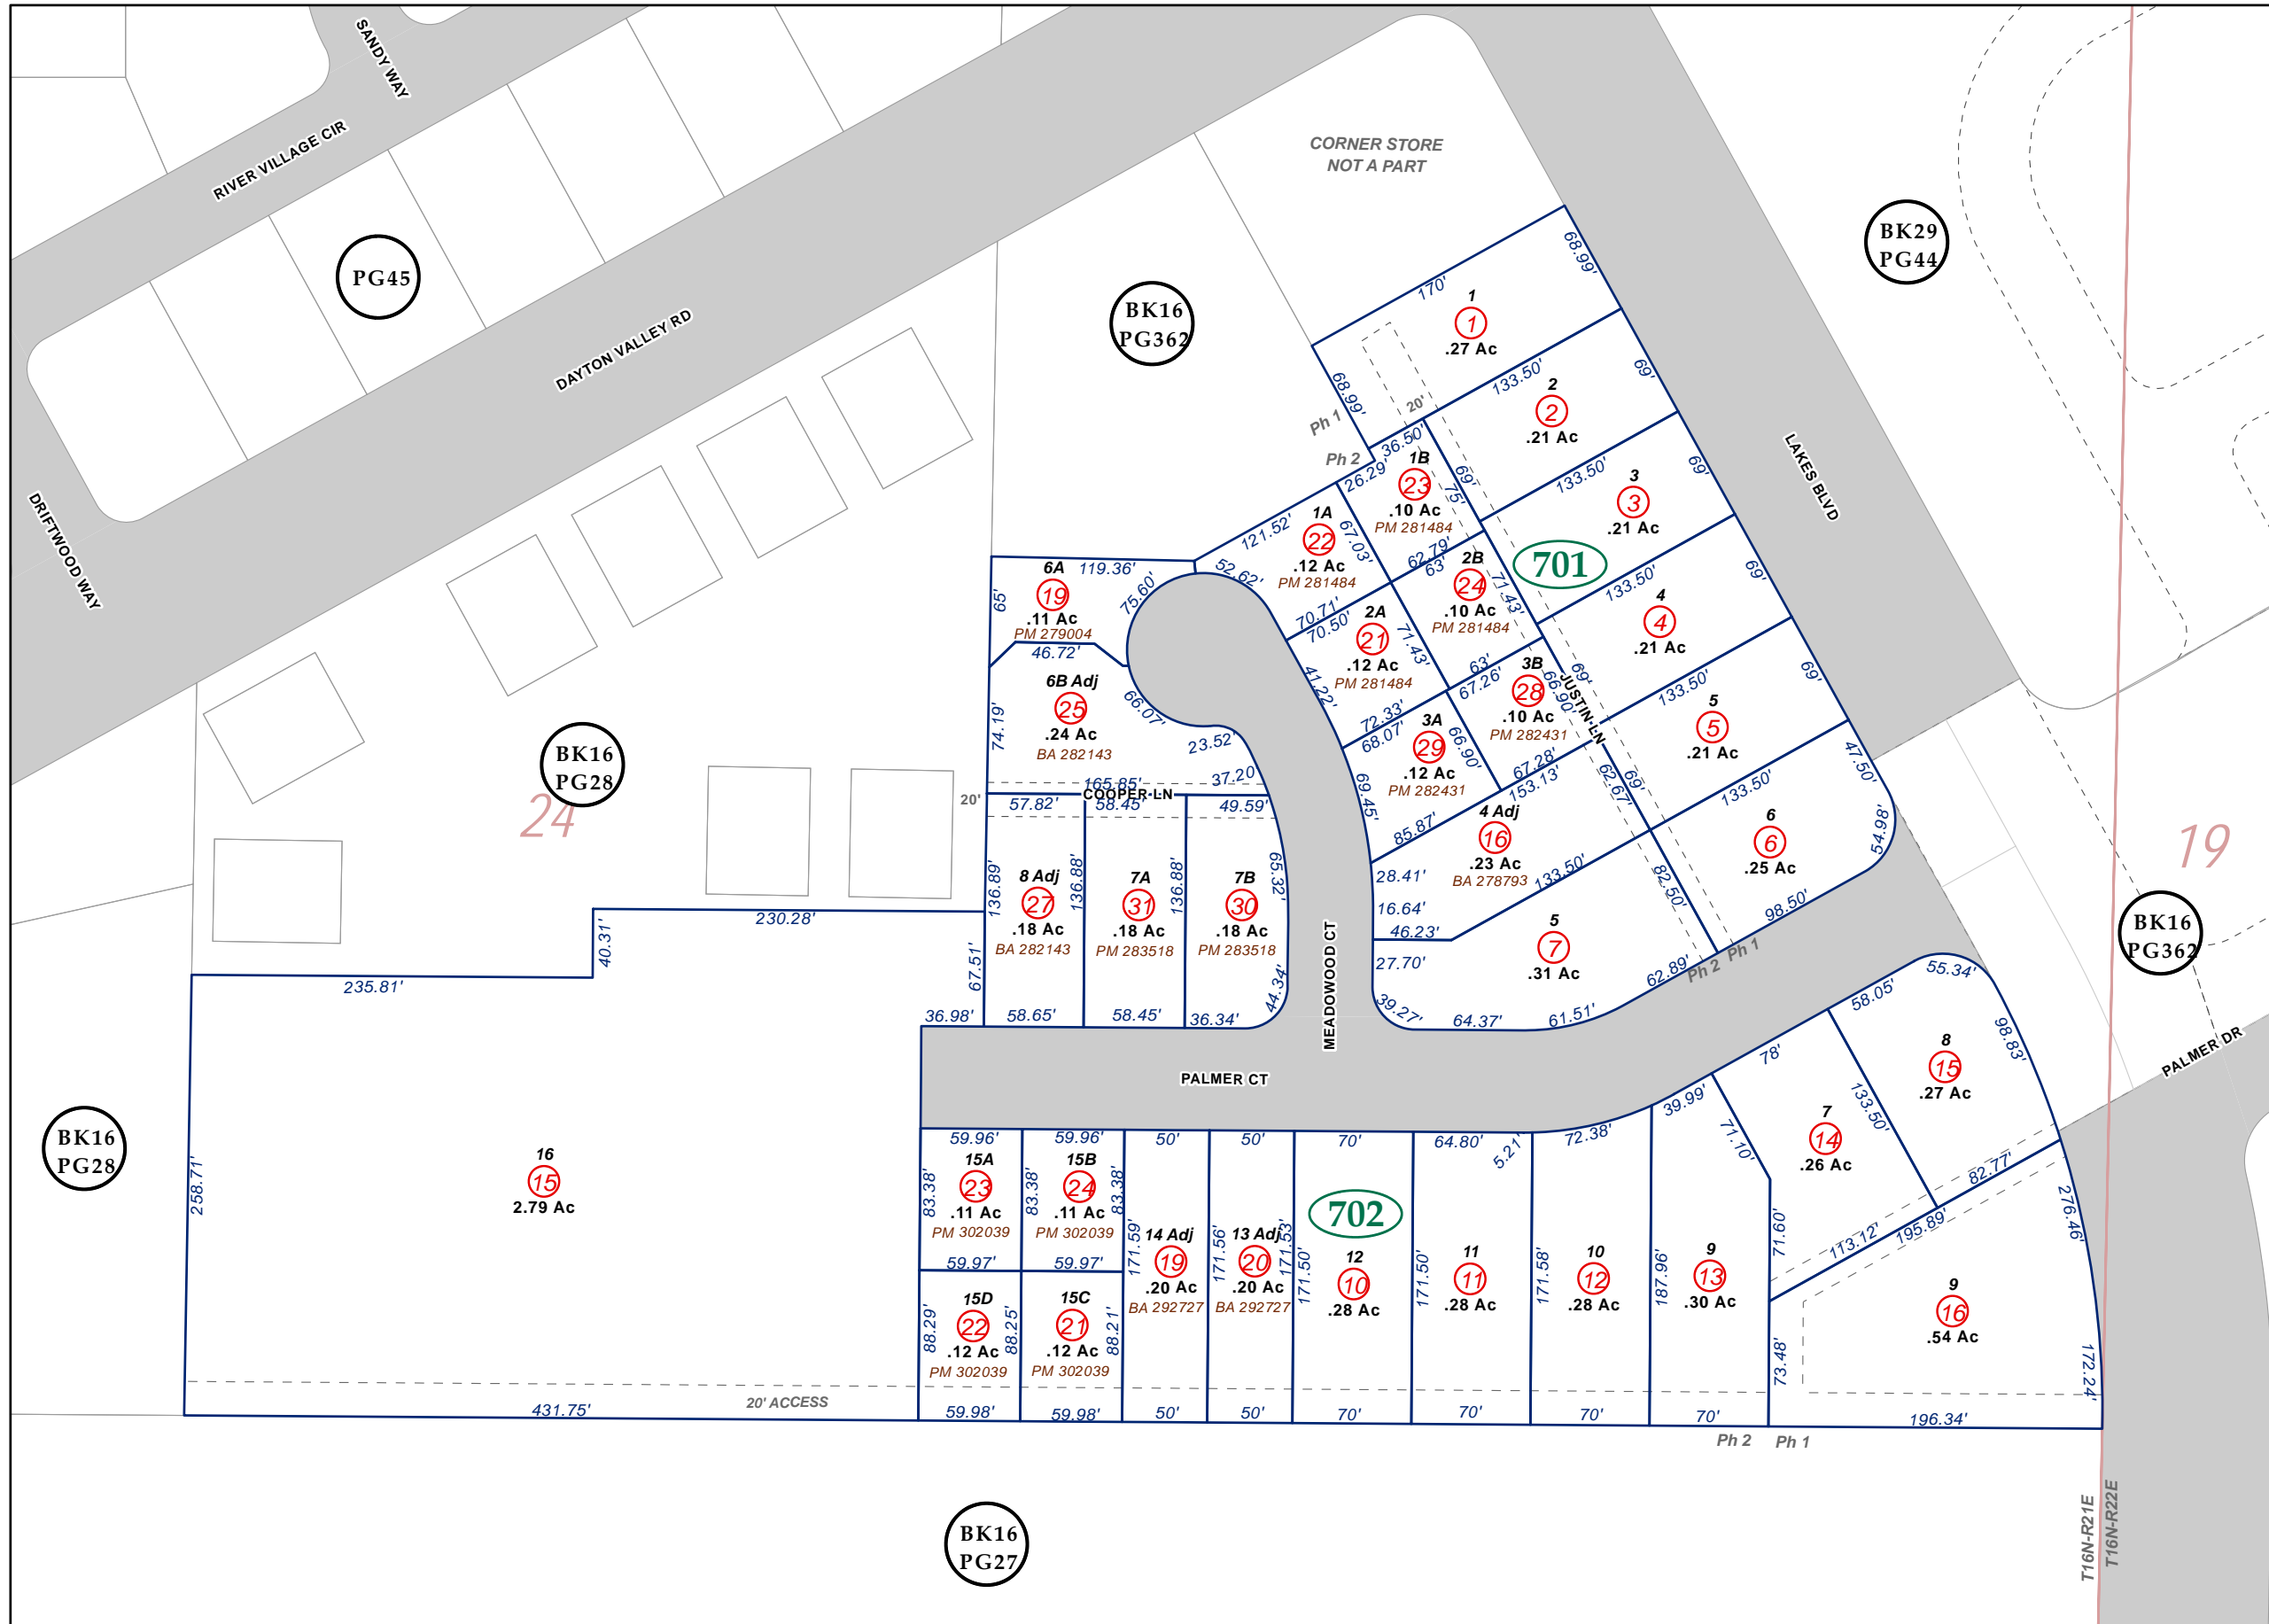 SANDY WAY
RIVER VILLAGE CIR
PG45
DAYTON VALLEY RD
DRIFTWOOD WAY
CORNER STORE
NOT A PART
BK29
PG44
BK16
PG362
LAKES BLVD
170'
68.99'
1
1
.27 Ac
68.99'
Ph 1
Ph 2
20'
36.50'
133.50'
69'
2
2
.21 Ac
26.29'
1B
23
.10 Ac
PM 281484
69'
75'
133.50'
69'
3
3
.21 Ac
121.52'
1A
22
.12 Ac
PM 281484
67.03'
62.79'
63'
701
2B
24
.10 Ac
PM 281484
71.43'
133.50'
69'
4
4
.21 Ac
52.62'
70.71'
70.50'
2A
21
.12 Ac
PM 281484
71.43'
63'
67.26'
3B
28
.10 Ac
PM 282431
69'
66.90'
JUSTIN LN
133.50'
69'
5
5
.21 Ac
41.22'
72.33'
68.07'
3A
29
.12 Ac
PM 282431
66.90'
67.28'
153.13'
62.67'
69'
133.50'
47.50'
54.98'
6
6
.25 Ac
69.45'
85.87'
4 Adj
16
.23 Ac
BA 278793
133.50'
82.50'
98.50'
28.41'
16.64'
46.23'
27.70'
39.27'
5
7
.31 Ac
62.89'
Ph 2
Ph 1
64.37'
61.51'
6A
119.36'
19
.11 Ac
PM 279004
65'
75.60'
46.72'
6B Adj
25
.24 Ac
BA 282143
74.19'
66.07'
23.52'
37.20'
165.85'
COOPER LN
20'
57.82'
58.45'
49.59'
8 Adj
27
.18 Ac
BA 282143
136.89'
136.88'
7A
31
.18 Ac
PM 283518
136.88'
7B
30
.18 Ac
PM 283518
65.32'
44.34'
67.51'
36.98'
58.65'
58.45'
36.34'
MEADOWOOD CT
PALMER CT
BK16
PG28
24
19
BK16
PG362
PALMER DR
230.28'
40.31'
235.81'
258.71'
BK16
PG28
16
15
2.79 Ac
431.75'
20' ACCESS
59.96'
59.96'
50'
50'
70'
64.80'
5.21'
72.38'
39.99'
78'
58.05'
55.34'
15A
23
.11 Ac
PM 302039
83.38'
83.38'
15B
24
.11 Ac
PM 302039
83.38'
59.97'
59.97'
15D
22
.12 Ac
PM 302039
88.29'
88.25'
15C
21
.12 Ac
PM 302039
88.21'
59.98'
59.98'
171.59'
14 Adj
19
.20 Ac
BA 292727
50'
171.56'
13 Adj
20
.20 Ac
BA 292727
171.53'
50'
702
171.50'
12
10
.28 Ac
70'
171.50'
11
11
.28 Ac
70'
171.58'
10
12
.28 Ac
70'
187.96'
9
13
.30 Ac
70'
71.10'
71.60'
7
14
.26 Ac
133.50'
8
15
.27 Ac
98.83'
82.77'
113.12'
195.89'
276.46'
73.48'
9
16
.54 Ac
172.24'
196.34'
Ph 2
Ph 1
BK16
PG27
T16N-R21E
T16N-R22E